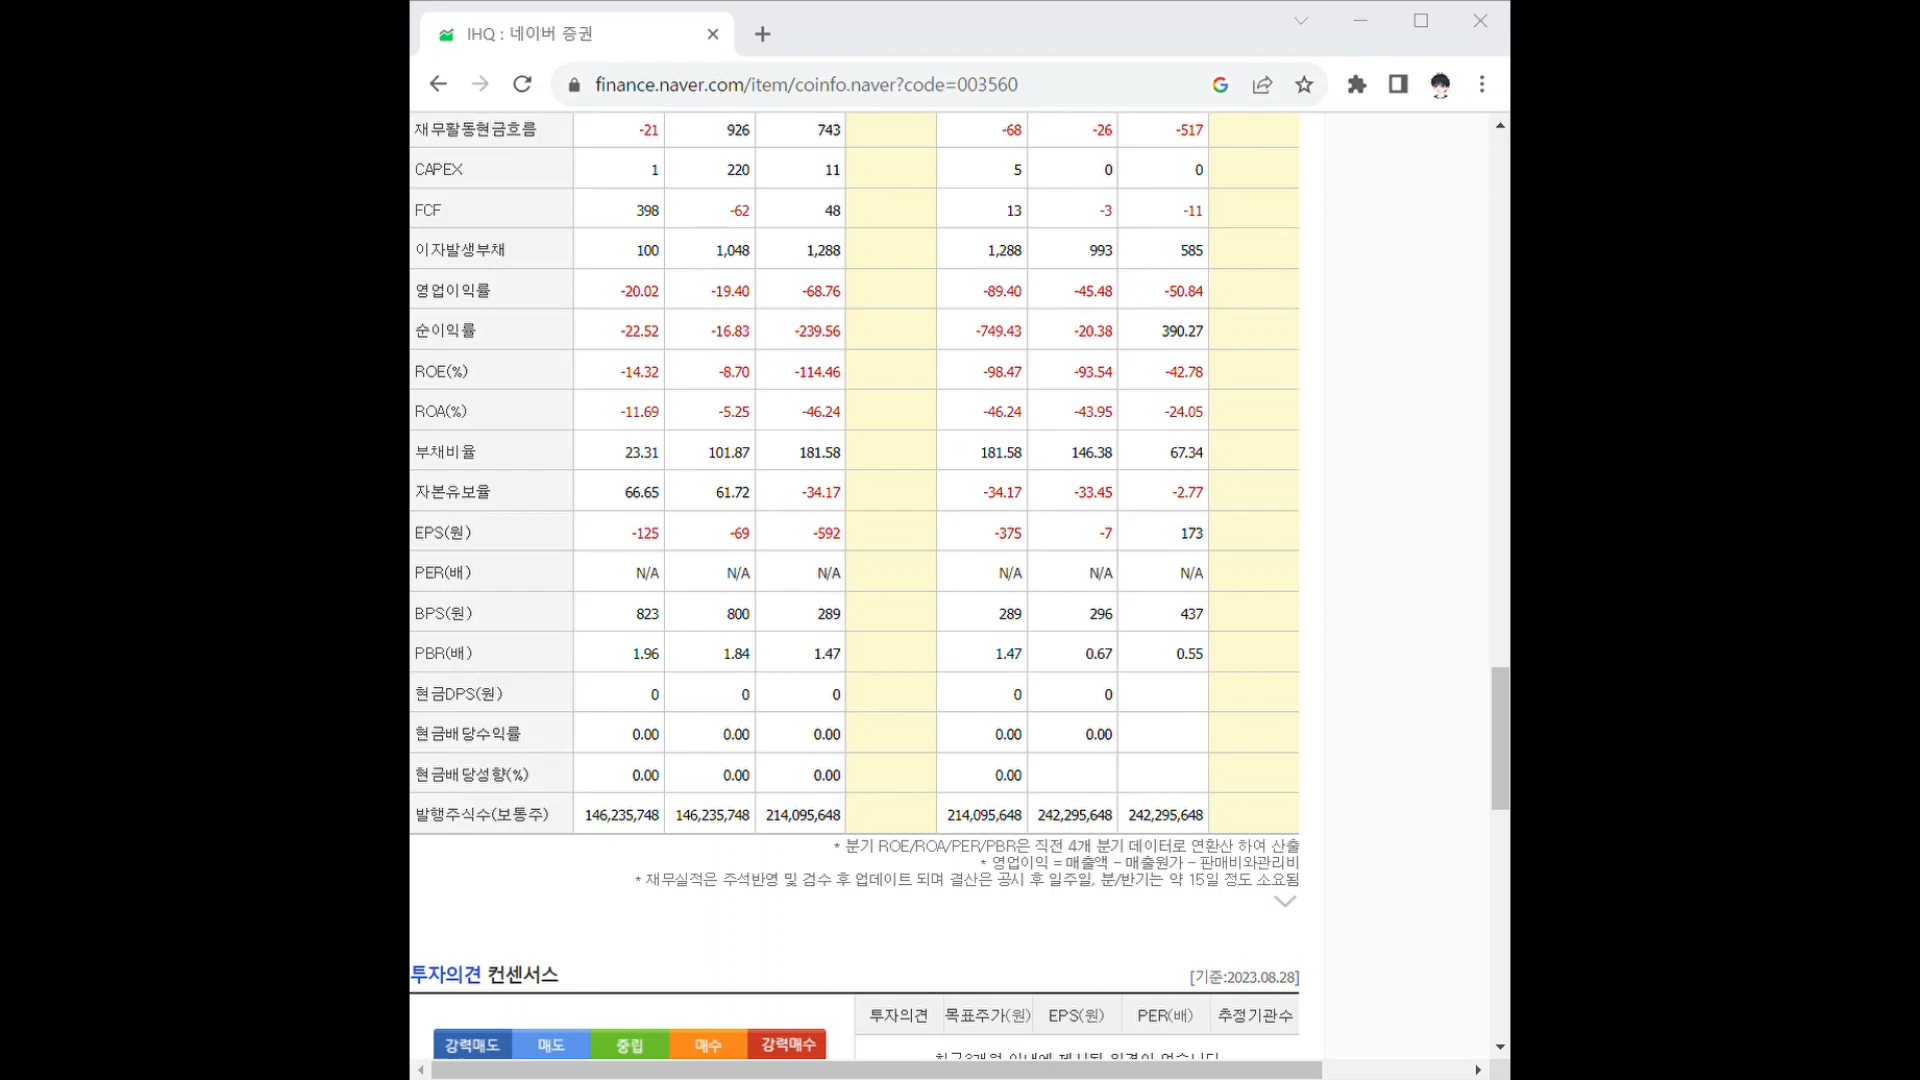 IHQ : 네이버 증권
finance.naver.com/item/coinfo.naver?code=003560
재무활동현금흐름 -21 926 743 -68 -26 -517
CAPEX 1 220 11 5 0 0
FCF 398 -62 48 13 -3 -11
이자발생부채 100 1,048 1,288 1,288 993 585
영업이익률 -20.02 -19.40 -68.76 -89.40 -45.48 -50.84
순이익률 -22.52 -16.83 -239.56 -749.43 -20.38 390.27
ROE(%) -14.32 -8.70 -114.46 -98.47 -93.54 -42.78
ROA(%) -11.69 -5.25 -46.24 -46.24 -43.95 -24.05
부채비율 23.31 101.87 181.58 181.58 146.38 67.34
자본유보율 66.65 61.72 -34.17 -34.17 -33.45 -2.77
EPS(원) -125 -69 -592 -375 -7 173
PER(배) N/A N/A N/A N/A N/A N/A
BPS(원) 823 800 289 289 296 437
PBR(배) 1.96 1.84 1.47 1.47 0.67 0.55
현금DPS(원) 0 0 0 0 0
현금배당수익률 0.00 0.00 0.00 0.00 0.00
현금배당성향(%) 0.00 0.00 0.00 0.00
발행주식수(보통주) 146,235,748 146,235,748 214,095,648 214,095,648 242,295,648 242,295,648
* 분기 ROE/ROA/PER/PBR은 직전 4개 분기 데이터로 연환산 하여 산출
* 영업이익 = 매출액 - 매출원가 - 판매비와관리비
* 재무실적은 주석반영 및 검수 후 업데이트 되며 결산은 공시 후 일주일, 분/반기는 약 15일 정도 소요됨
투자의견 컨센서스 [기준:2023.08.28]
투자의견 목표주가(원) EPS(원) PER(배) 추정기관수
강력매도 매도 중립 매수 강력매수